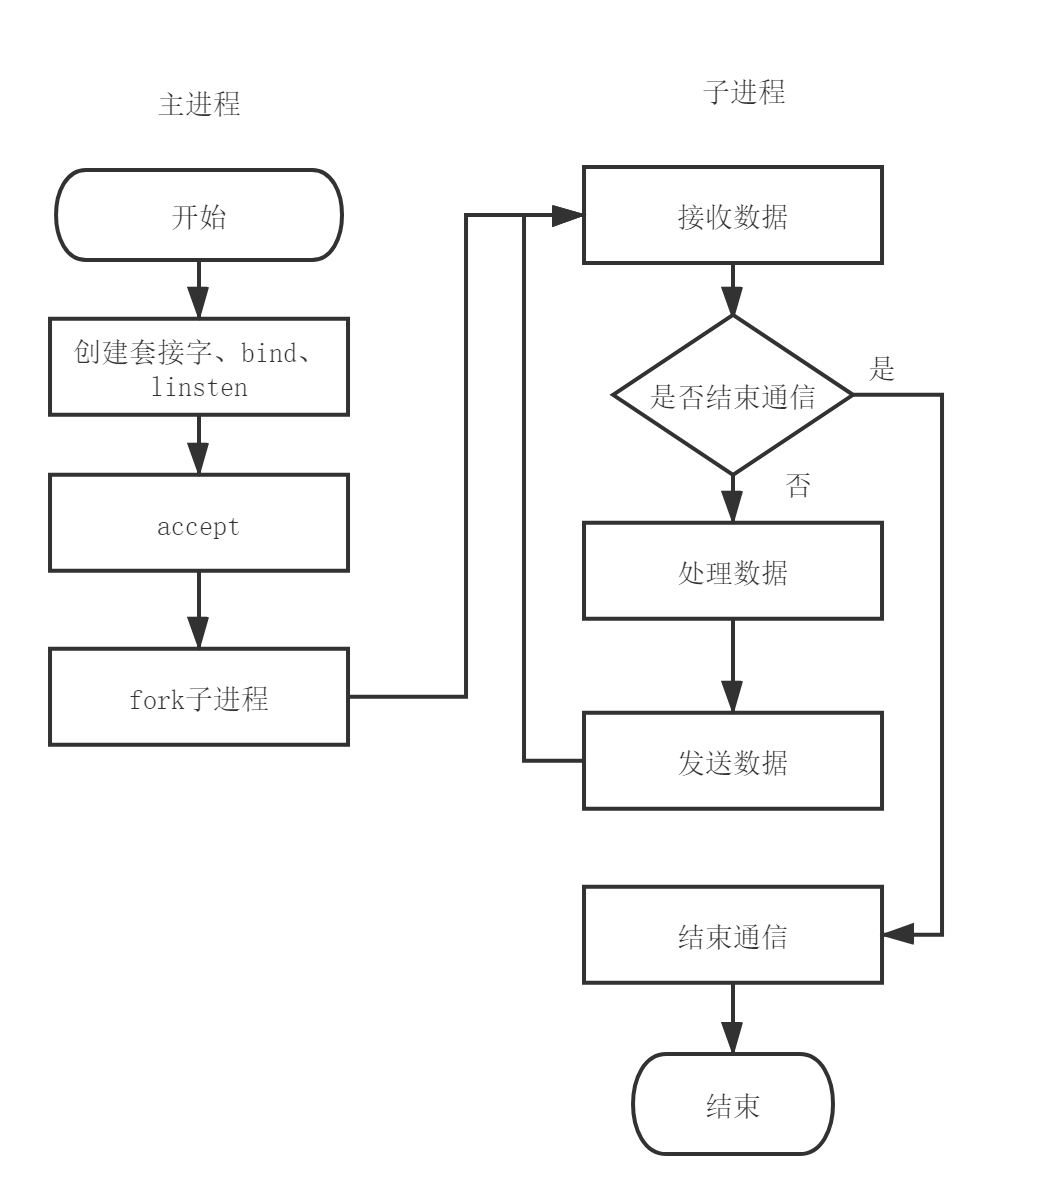 主进程
开始
创建套接字、bind、
linsten
accept
fork子进程
子进程
接收数据
是否结束通信
是
否
处理数据
发送数据
结束通信
结束